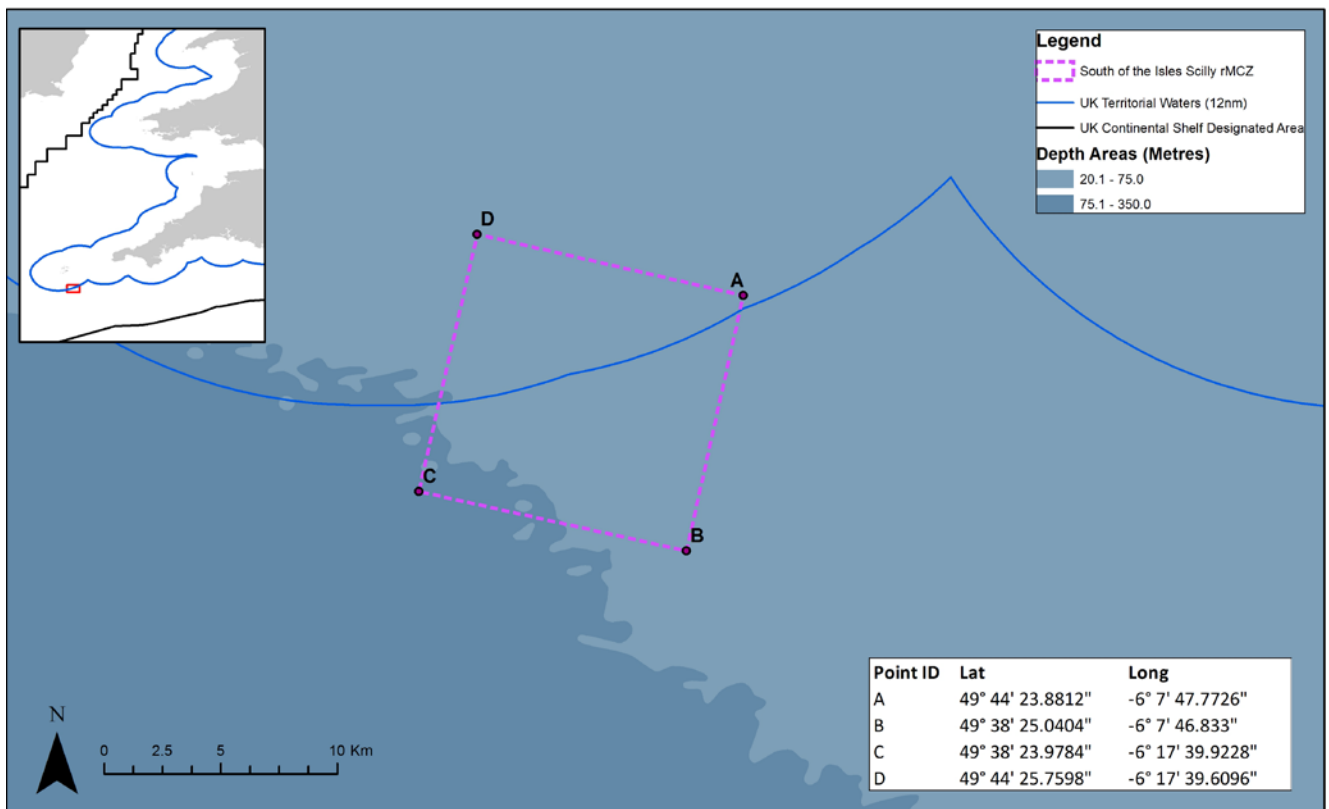 Legend
South of the Isles Scilly rMCZ
UK Territorial Waters (12nm)
UK Continental Shelf Designated Area
Depth Areas (Metres)
20.1 - 75.0
75.1 - 350.0
D
A
C
B
N
0 2.5 5 10 Km
Point ID Lat Long
A 49° 44' 23.8812" -6° 7' 47.7726"
B 49° 38' 25.0404" -6° 7' 46.833"
C 49° 38' 23.9784" -6° 17' 39.9228"
D 49° 44' 25.7598" -6° 17' 39.6096"